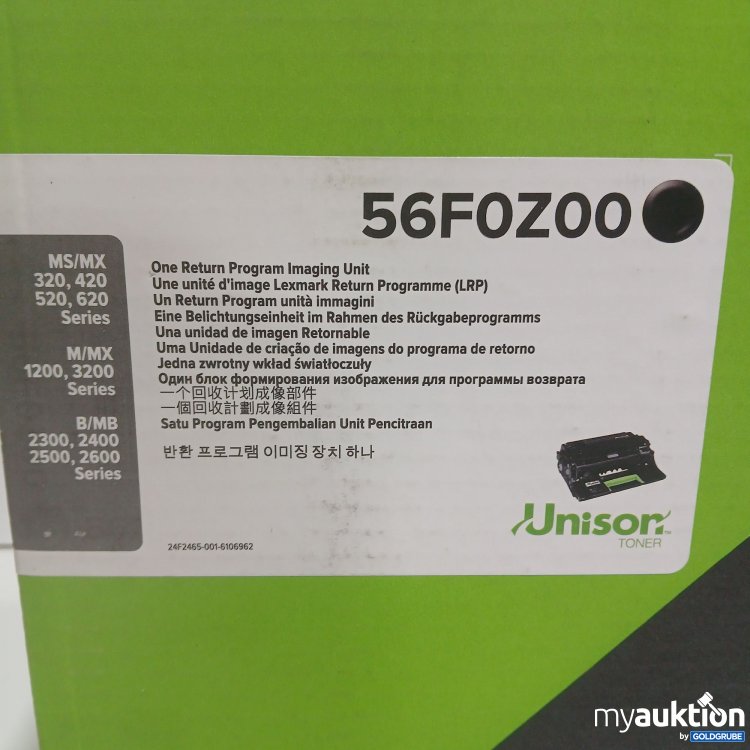 56F0Z00
MS/MX
320, 420
520, 620
Series
M/MX
1200, 3200
Series
B/MB
2300, 2400
2500, 2600
Series
One Return Program Imaging Unit
Une unité d'image Lexmark Return Programme (LRP)
Un Return Program unità immagini
Eine Belichtungseinheit im Rahmen des Rückgabeprogramms
Una unidad de imagen Retornable
Uma Unidade de criação de imagens do programa de retorno
Jedna zwrotny wkład światłoczuły
Один блок формирования изображения для программы возврата
一个回收计划成像部件
一個回收計劃成像組件
Satu Program Pengembalian Unit Pencitraan
반환 프로그램 이미징 장치 하나
24F2465-001-6106962
Unison™
TONER
myauktion
by GOLDGRUBE